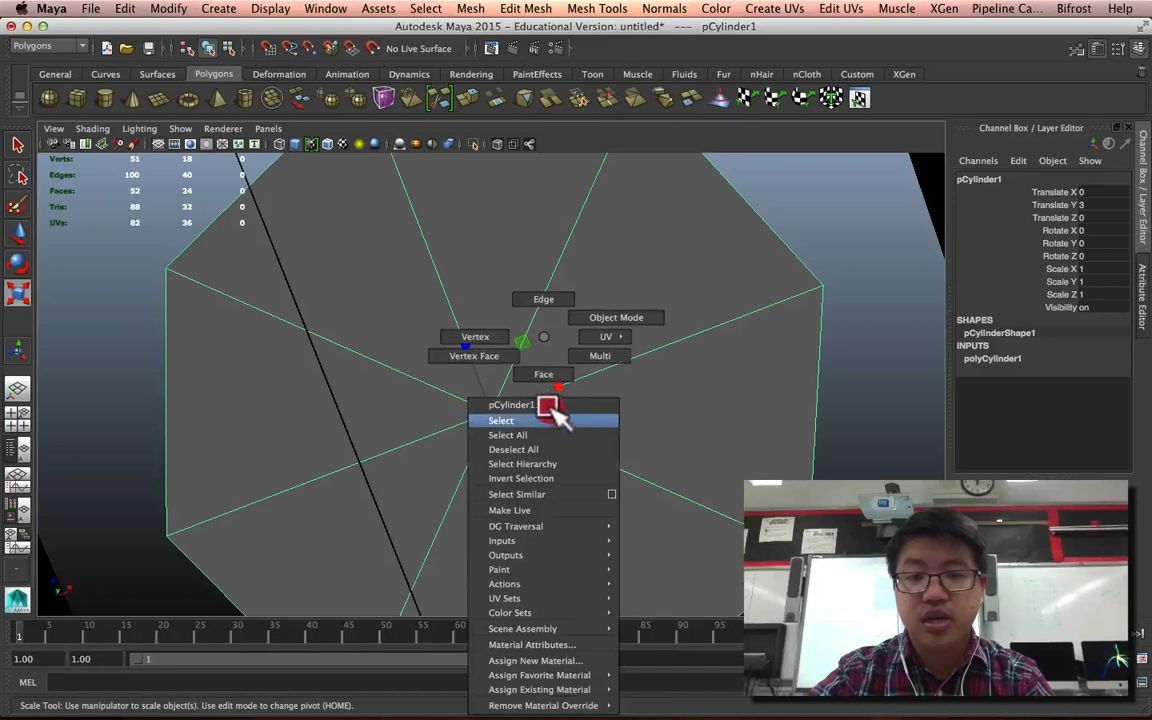 Maya File Edit Modify Create Display Window Assets Select Mesh Edit Mesh Mesh Tools Normals Color Create UVs Edit UVs Muscle XGen Pipeline Ca... Bifrost Help
Autodesk Maya 2015 - Educational Version: untitled* --- pCylinder1
Polygons
No Live Surface
General Curves Surfaces Polygons Deformation Animation Dynamics Rendering PaintEffects Toon Muscle Fluids Fur nHair nCloth Custom XGen
View Shading Lighting Show Renderer Panels
Verts: 51 18 0
Edges: 100 40 0
Faces: 52 24 0
Tris: 88 32 0
UVs: 82 36 0
Edge
Object Mode
Vertex
UV
Vertex Face
Multi
Face
pCylinder1
Select
Select All
Deselect All
Select Hierarchy
Invert Selection
Select Similar
Make Live
DG Traversal
Inputs
Outputs
Paint
Actions
UV Sets
Color Sets
Scene Assembly
Material Attributes...
Assign New Material...
Assign Favorite Material
Assign Existing Material
Remove Material Override
Channel Box / Layer Editor
Channels Edit Object Show
pCylinder1
Translate X 0
Translate Y 3
Translate Z 0
Rotate X 0
Rotate Y 0
Rotate Z 0
Scale X 1
Scale Y 1
Scale Z 1
Visibility on
SHAPES
pCylinderShape1
INPUTS
polyCylinder1
Channel Box / Layer Editor
Attribute Editor
1 5 10 15 20 25 30 35 40 45 50 65 70 75 80 85 90 95
1.00 1.00 1
MEL
Scale Tool: Use manipulator to scale object(s). Use edit mode to change pivot (HOME).